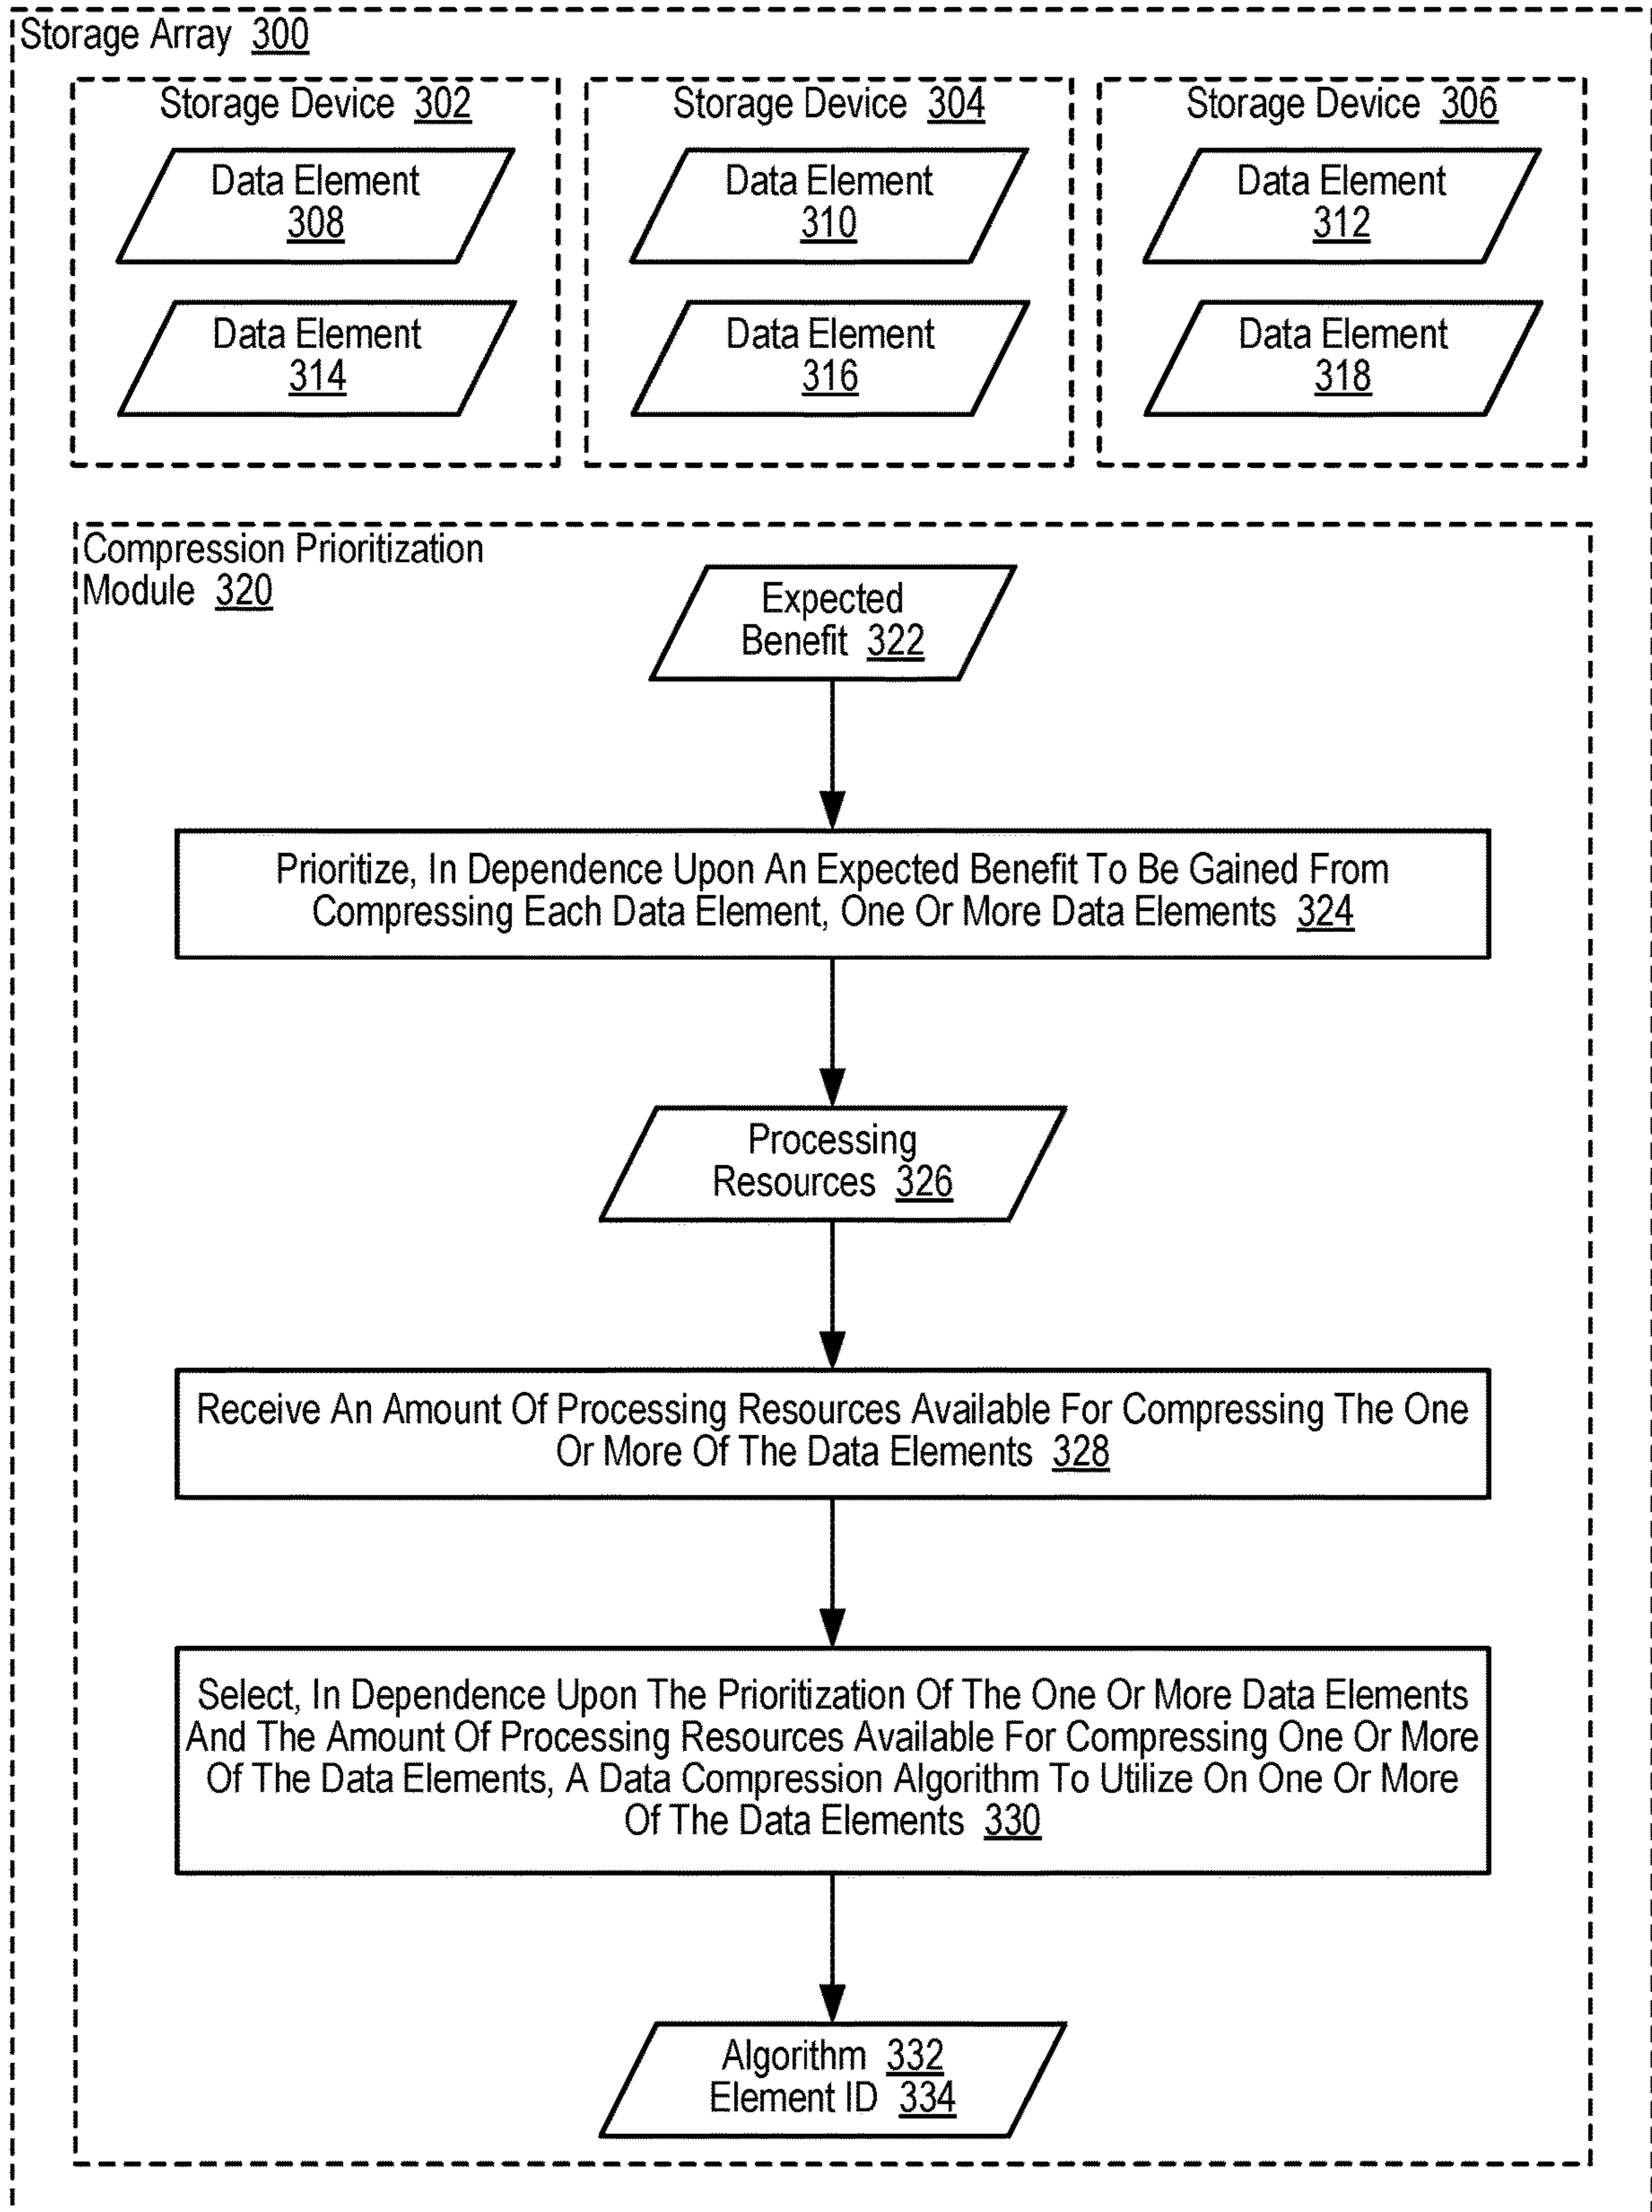 Storage Array 300
Storage Device 302
Data Element
308
Data Element
314
Storage Device 304
Data Element
310
Data Element
316
Storage Device 306
Data Element
312
Data Element
318
Compression Prioritization
Module 320
Expected
Benefit 322
Prioritize, In Dependence Upon An Expected Benefit To Be Gained From
Compressing Each Data Element, One Or More Data Elements 324
Processing
Resources 326
Receive An Amount Of Processing Resources Available For Compressing The One
Or More Of The Data Elements 328
Select, In Dependence Upon The Prioritization Of The One Or More Data Elements
And The Amount Of Processing Resources Available For Compressing One Or More
Of The Data Elements, A Data Compression Algorithm To Utilize On One Or More
Of The Data Elements 330
Algorithm 332
Element ID 334